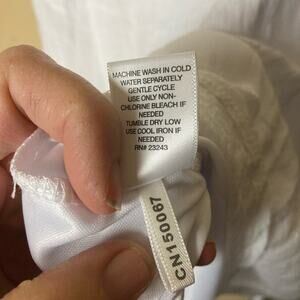 MACHINE WASH IN COLD
WATER SEPARATELY
GENTLE CYCLE
USE ONLY NON-
CHLORINE BLEACH IF
NEEDED
TUMBLE DRY LOW
USE COOL IRON IF
NEEDED
RN# 23243
CN150067